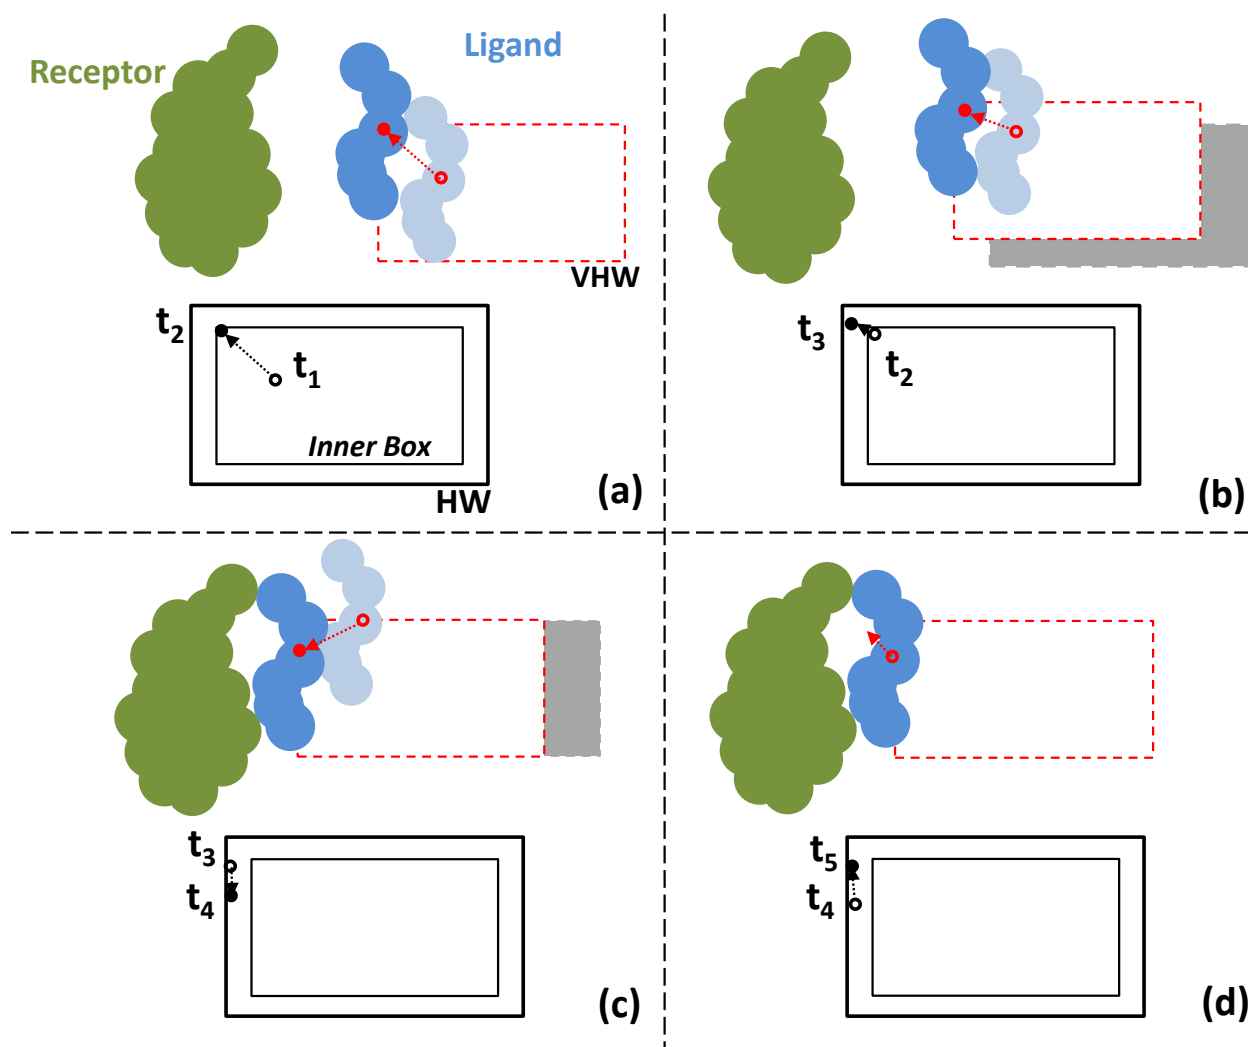 Receptor
Ligand
VHW
t2
t1
Inner Box
HW
(a)
t3
t2
(b)
t3
t4
(c)
t5
t4
(d)